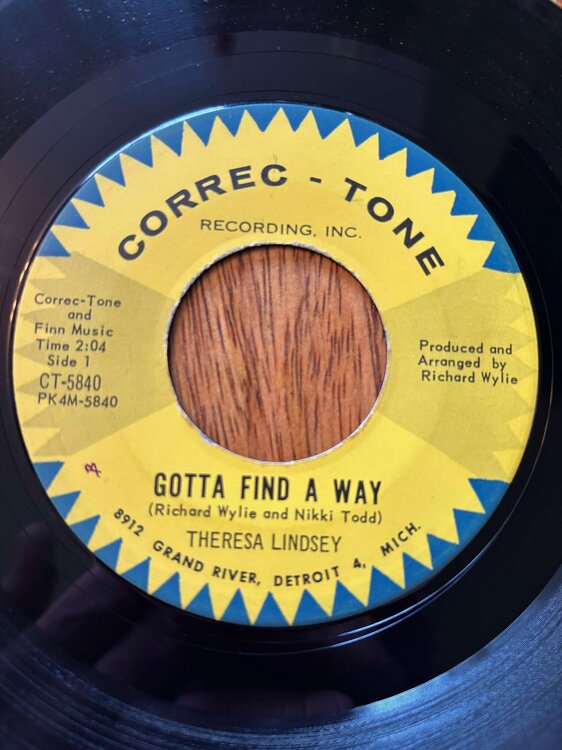 CORREC - TONE
RECORDING, INC.
Correc-Tone
and
Finn Music
Time 2:04
Side 1
CT-5840
PK4M-5840
Produced and
Arranged by
Richard Wylie
GOTTA FIND A WAY
(Richard Wylie and Nikki Todd)
THERESA LINDSEY
8912 GRAND RIVER, DETROIT 4, MICH.